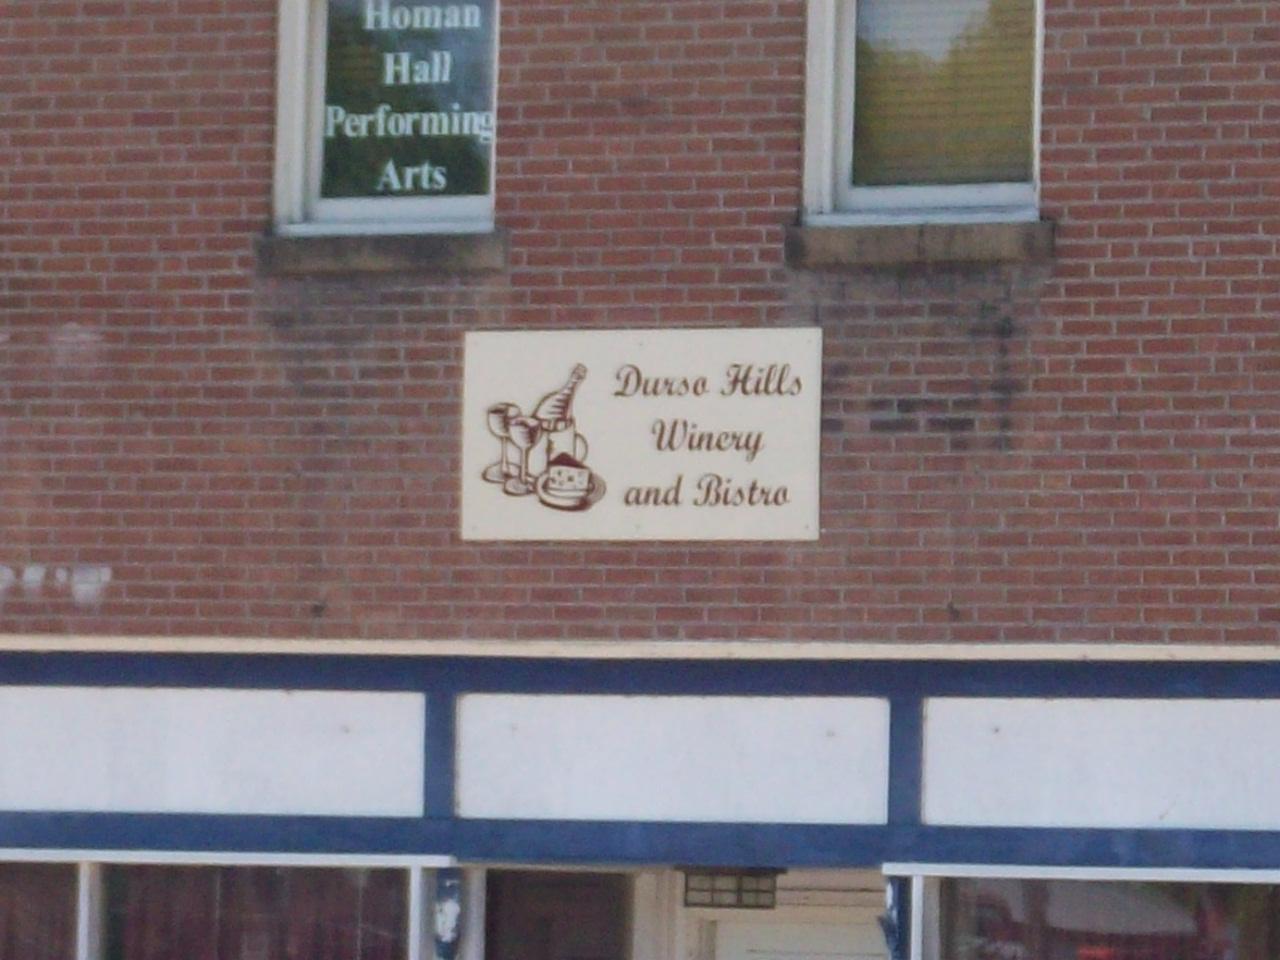 Homan
Hall
Performing
Arts
Durso Hills
Winery
and Bistro